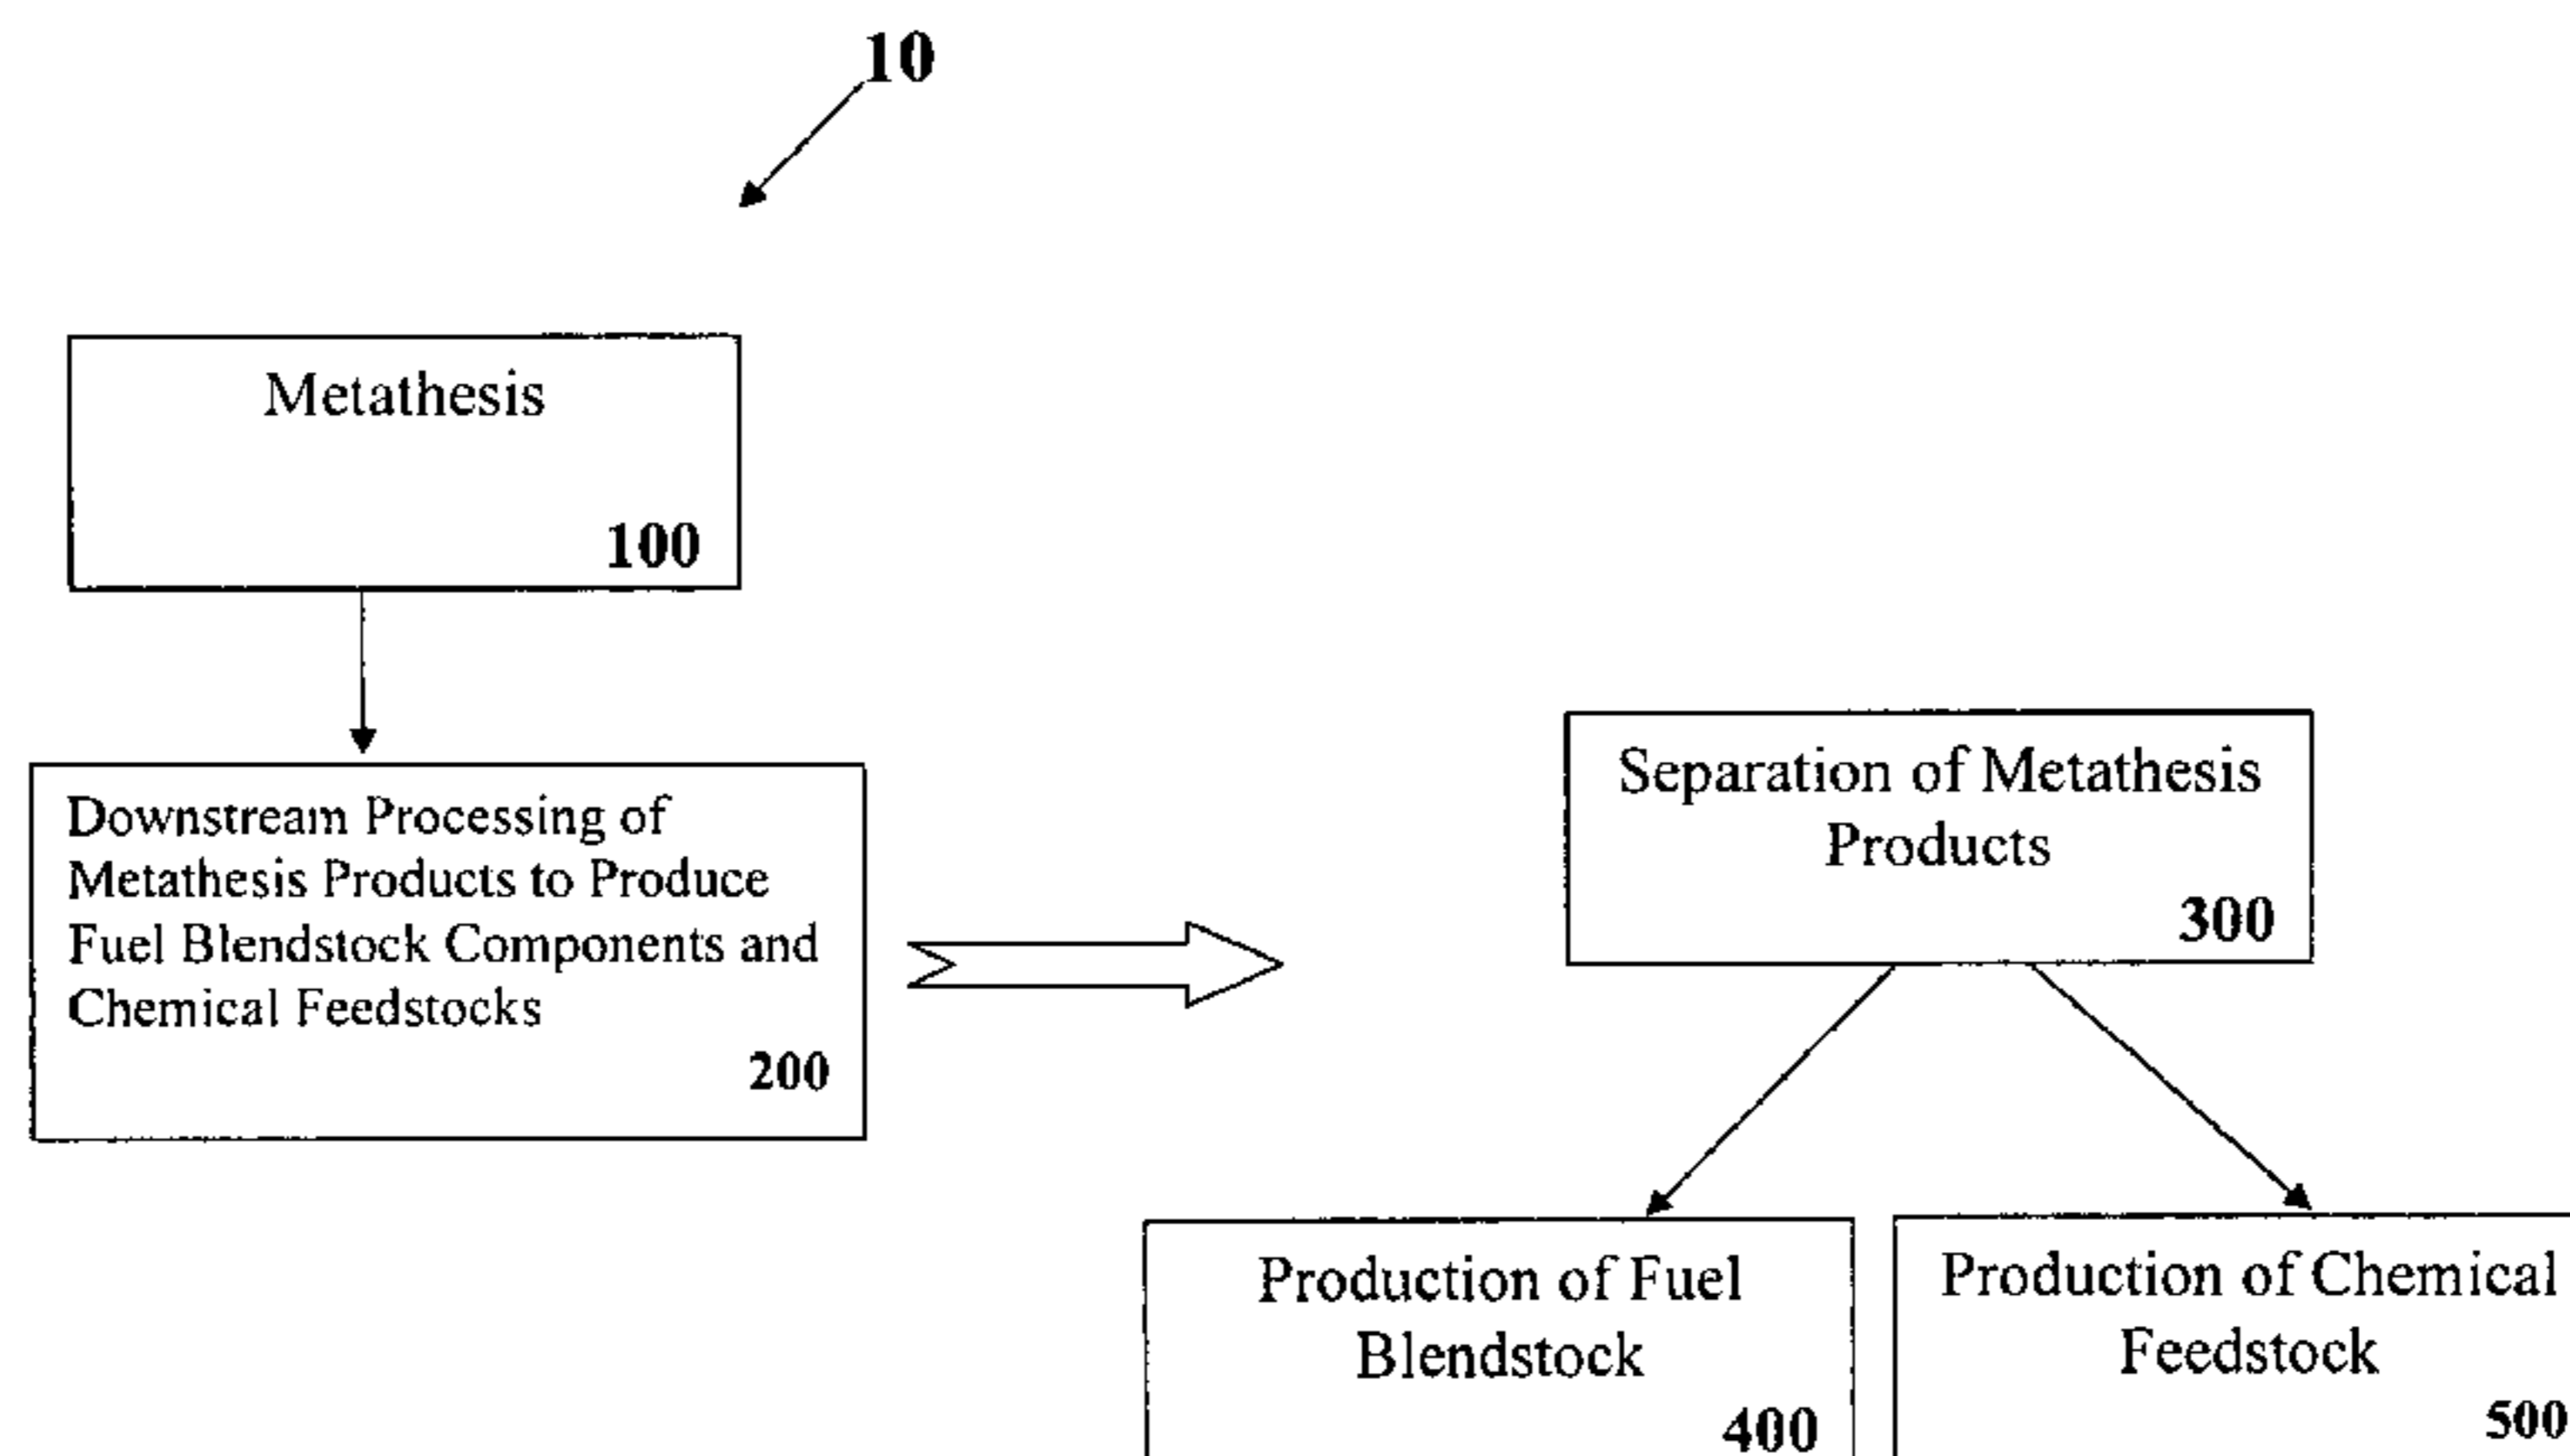 10
Metathesis
100
Downstream Processing of
Metathesis Products to Produce
Fuel Blendstock Components and
Chemical Feedstocks
200
Separation of Metathesis
Products
300
Production of Fuel
Blendstock
400
Production of Chemical
Feedstock
500